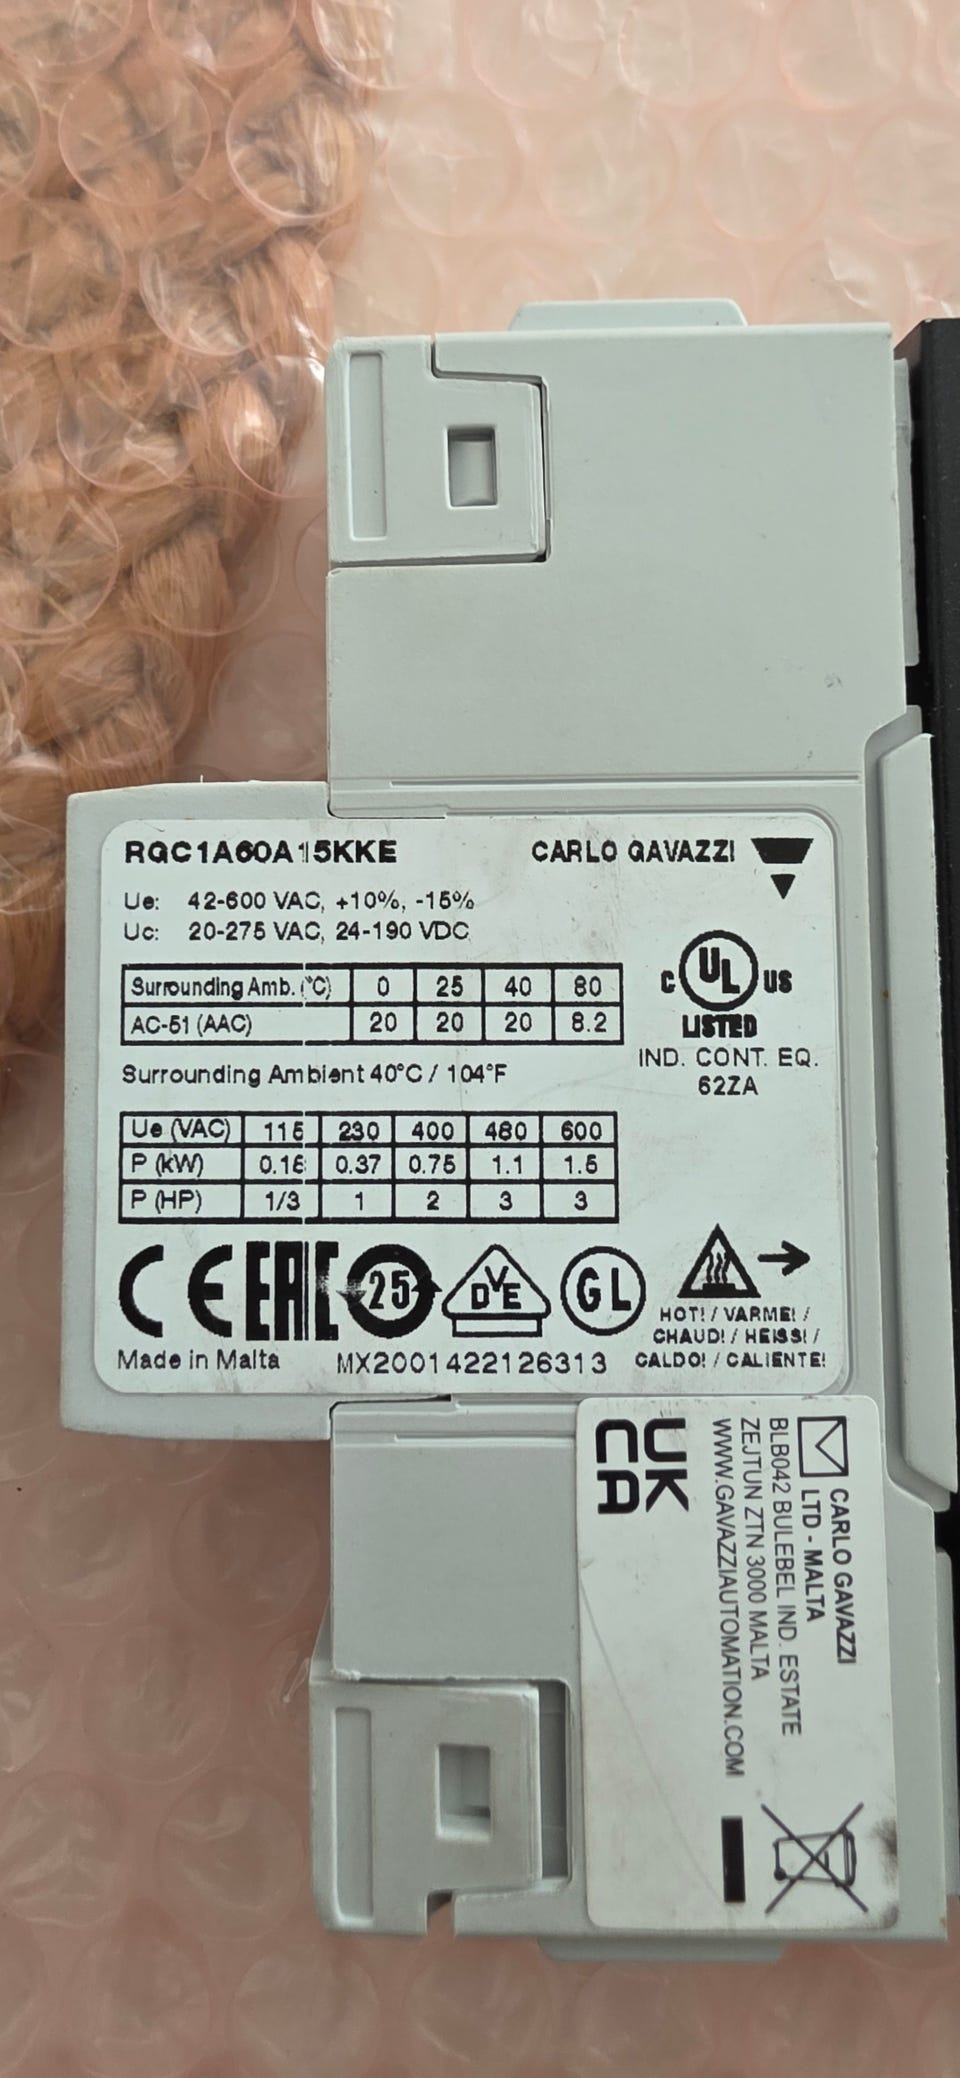 RGC1A60A15KKE
CARLO GAVAZZI
Ue: 42-600 VAC, +10%, -15%
Uc: 20-275 VAC, 24-190 VDC
Surrounding Amb. (°C) 0 25 40 80
AC-51 (AAC) 20 20 20 8.2
C UL US
LISTED
IND. CONT. EQ.
62ZA
Surrounding Ambient 40°C / 104°F
Ue (VAC) 115 230 400 480 600
P (kW) 0.18 0.37 0.75 1.1 1.5
P (HP) 1/3 1 2 3 3
CE EAC 25 DVE GL
HOT! / VARME! /
CHAUD! / HEISS! /
CALDO! / CALIENTE!
Made in Malta MX2001422126313
CARLO GAVAZZI
LTD - MALTA
BLB042 BULEBEL IND. ESTATE
ZEJTUN ZTN 3000 MALTA
WWW.GAVAZZIAUTOMATION.COM
UK
CA